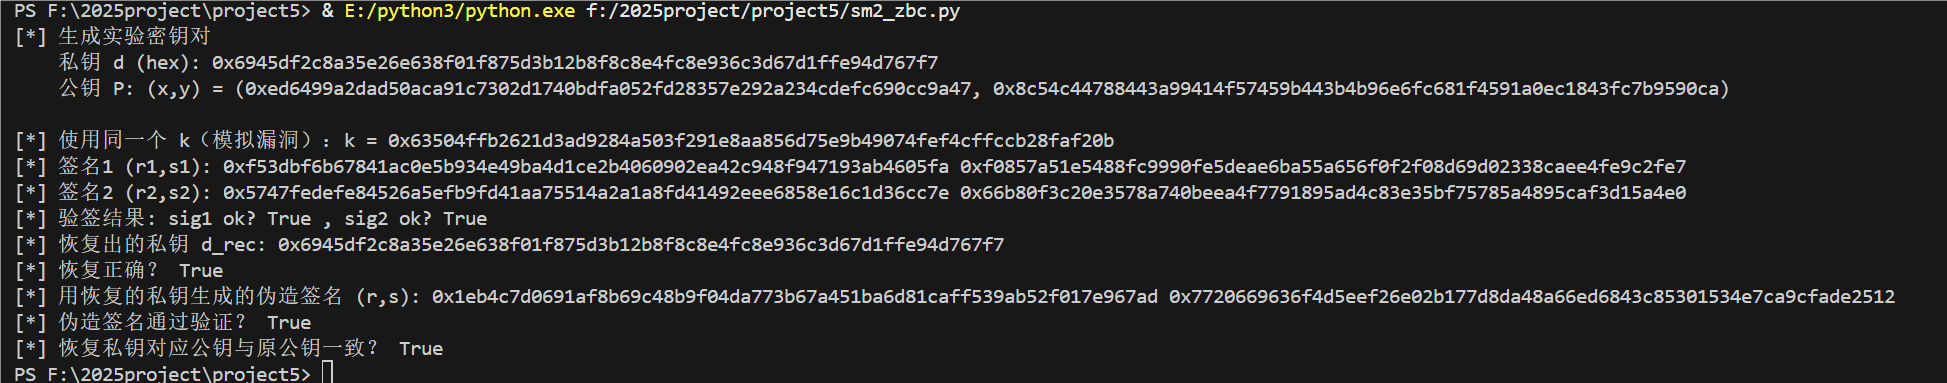 PS F:\2025project\project5> & E:/python3/python.exe f:/2025project/project5/sm2_zbc.py
[*] 生成实验密钥对
    私钥 d (hex): 0x6945df2c8a35e26e638f01f875d3b12b8f8c8e4fc8e936c3d67d1ffe94d767f7
    公钥 P: (x,y) = (0xed6499a2dad50aca91c7302d1740bdfa052fd28357e292a234cdefc690cc9a47, 0x8c54c44788443a99414f57459b443b4b96e6fc681f4591a0ec1843fc7b9590ca)
[*] 使用同一个 k（模拟漏洞）: k = 0x63504ffb2621d3ad9284a503f291e8aa856d75e9b49074fef4cffccb28faf20b
[*] 签名1 (r1,s1): 0xf53dbf6b67841ac0e5b934e49ba4d1ce2b4060902ea42c948f947193ab4605fa 0xf0857a51e5488fc9990fe5deae6ba55a656f0f2f08d69d02338caee4fe9c2fe7
[*] 签名2 (r2,s2): 0x5747fedefe84526a5efb9fd41aa75514a2a1a8fd41492eee6858e16c1d36cc7e 0x66b80f3c20e3578a740beea4f7791895ad4c83e35bf75785a4895caf3d15a4e0
[*] 验签结果: sig1 ok? True , sig2 ok? True
[*] 恢复出的私钥 d_rec: 0x6945df2c8a35e26e638f01f875d3b12b8f8c8e4fc8e936c3d67d1ffe94d767f7
[*] 恢复正确?  True
[*] 用恢复的私钥生成的伪造签名 (r,s): 0x1eb4c7d0691af8b69c48b9f04da773b67a451ba6d81caff539ab52f017e967ad 0x7720669636f4d5eef26e02b177d8da48a66ed6843c85301534e7ca9cfade2512
[*] 伪造签名通过验证?  True
[*] 恢复私钥对应公钥与原公钥一致?  True
PS F:\2025project\project5>